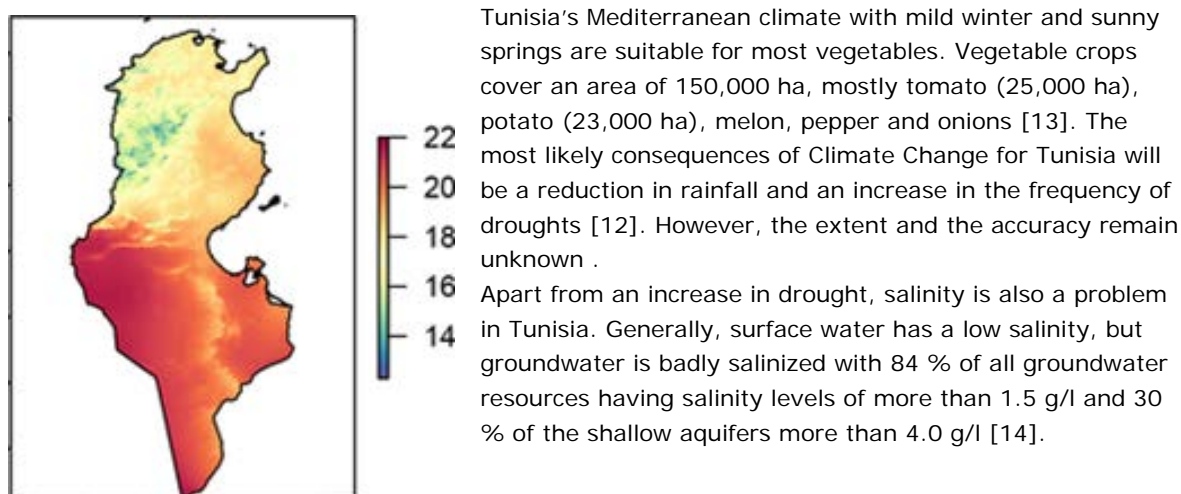 Tunisia's Mediterranean climate with mild winter and sunny
springs are suitable for most vegetables. Vegetable crops
cover an area of 150,000 ha, mostly tomato (25,000 ha),
potato (23,000 ha), melon, pepper and onions [13]. The
most likely consequences of Climate Change for Tunisia will
be a reduction in rainfall and an increase in the frequency of
droughts [12]. However, the extent and the accuracy remain
unknown .
Apart from an increase in drought, salinity is also a problem
in Tunisia. Generally, surface water has a low salinity, but
groundwater is badly salinized with 84 % of all groundwater
resources having salinity levels of more than 1.5 g/l and 30
% of the shallow aquifers more than 4.0 g/l [14].
22
20
18
16
14